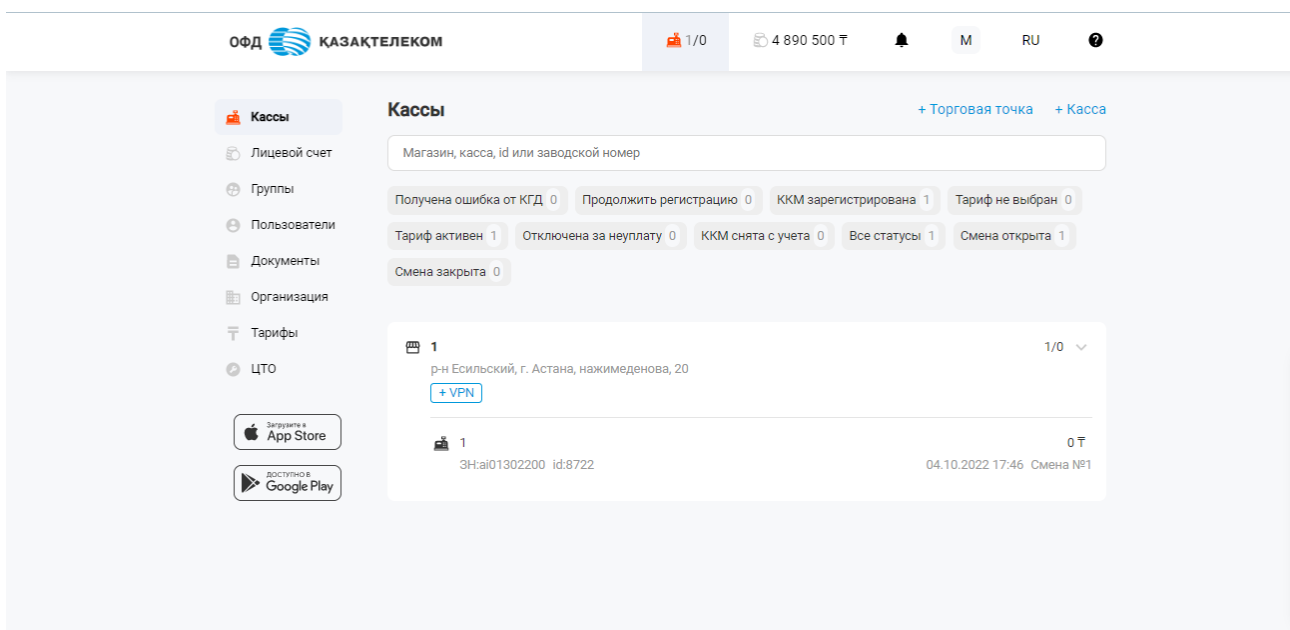 ОФД ҚАЗАҚТЕЛЕКОМ 1/0 4 890 500 ₸ M RU ?
Кассы
Лицевой счет
Группы
Пользователи
Документы
Организация
Тарифы
ЦТО
Загрузите в
App Store
ДОСТУПНО В
Google Play
Кассы + Торговая точка + Касса
Магазин, касса, id или заводской номер
Получена ошибка от КГД 0 Продолжить регистрацию 0 ККМ зарегистрирована 1 Тариф не выбран 0
Тариф активен 1 Отключена за неуплату 0 ККМ снята с учета 0 Все статусы 1 Смена открыта 1
Смена закрыта 0
1 1/0
р-н Есильский, г. Астана, нажимеденова, 20
+ VPN
1 0 ₸
ЗН:ai01302200 id:8722 04.10.2022 17:46 Смена №1